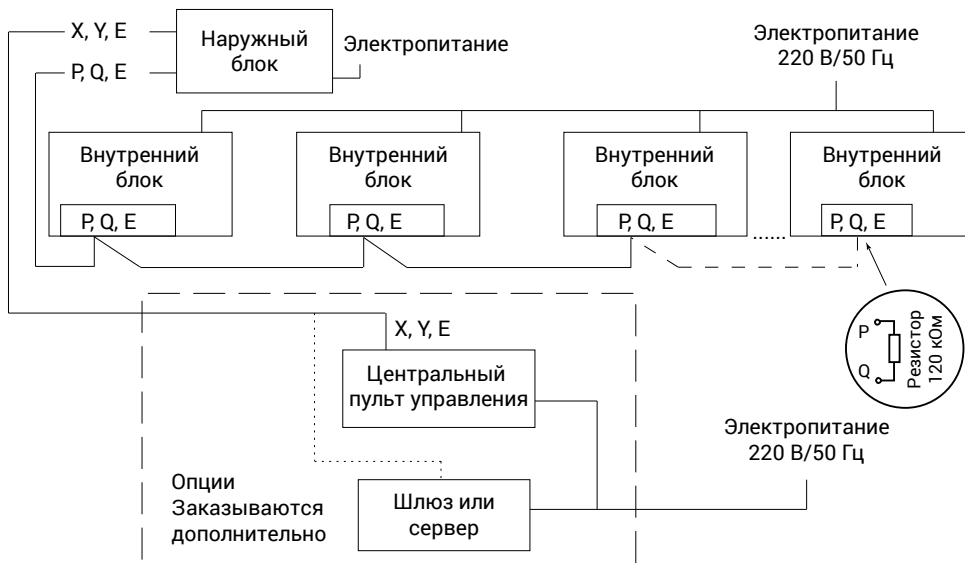 X, Y, E
P, Q, E
Наружный
блок
Электропитание
Электропитание
220 В/50 Гц
Внутренний
блок
P, Q, E
Внутренний
блок
P, Q, E
Внутренний
блок
P, Q, E
......
Внутренний
блок
P, Q, E
P
Q
Резистор
120 кОм
X, Y, E
Центральный
пульт управления
Электропитание
220 В/50 Гц
Опции
Заказываются
дополнительно
Шлюз или
сервер